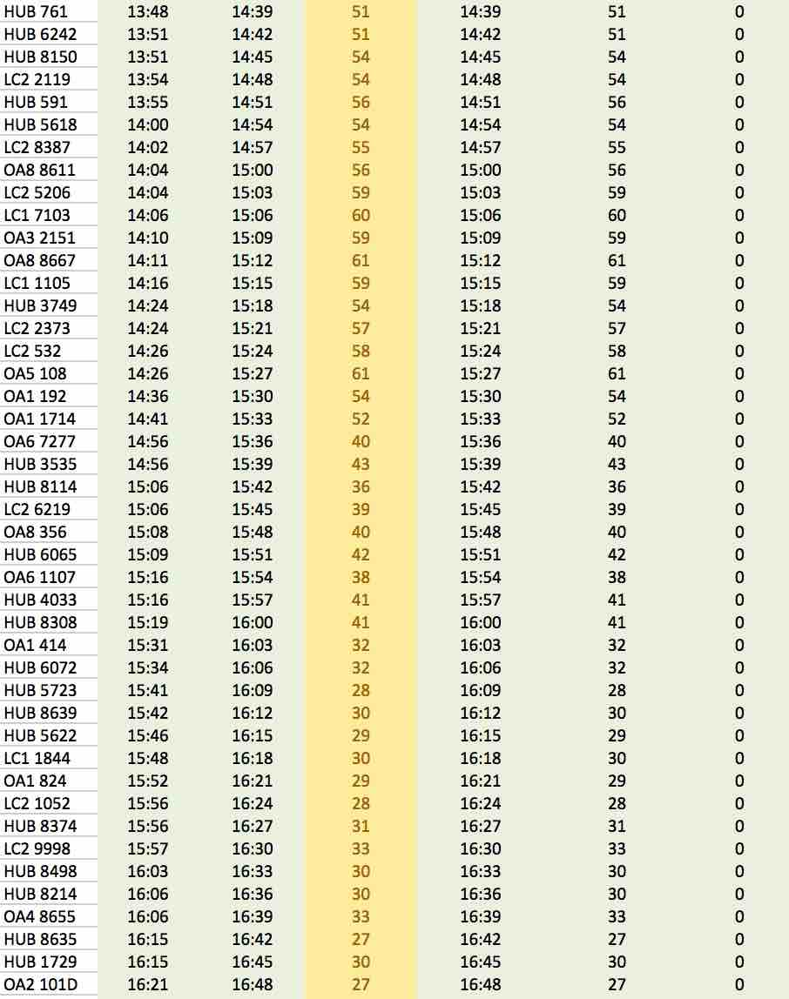 HUB 761 13:48 14:39 51 14:39 51 0
HUB 6242 13:51 14:42 51 14:42 51 0
HUB 8150 13:51 14:45 54 14:45 54 0
LC2 2119 13:54 14:48 54 14:48 54 0
HUB 591 13:55 14:51 56 14:51 56 0
HUB 5618 14:00 14:54 54 14:54 54 0
LC2 8387 14:02 14:57 55 14:57 55 0
OA8 8611 14:04 15:00 56 15:00 56 0
LC2 5206 14:04 15:03 59 15:03 59 0
LC1 7103 14:06 15:06 60 15:06 60 0
OA3 2151 14:10 15:09 59 15:09 59 0
OA8 8667 14:11 15:12 61 15:12 61 0
LC1 1105 14:16 15:15 59 15:15 59 0
HUB 3749 14:24 15:18 54 15:18 54 0
LC2 2373 14:24 15:21 57 15:21 57 0
LC2 532 14:26 15:24 58 15:24 58 0
OA5 108 14:26 15:27 61 15:27 61 0
OA1 192 14:36 15:30 54 15:30 54 0
OA1 1714 14:41 15:33 52 15:33 52 0
OA6 7277 14:56 15:36 40 15:36 40 0
HUB 3535 14:56 15:39 43 15:39 43 0
HUB 8114 15:06 15:42 36 15:42 36 0
LC2 6219 15:06 15:45 39 15:45 39 0
OA8 356 15:08 15:48 40 15:48 40 0
HUB 6065 15:09 15:51 42 15:51 42 0
OA6 1107 15:16 15:54 38 15:54 38 0
HUB 4033 15:16 15:57 41 15:57 41 0
HUB 8308 15:19 16:00 41 16:00 41 0
OA1 414 15:31 16:03 32 16:03 32 0
HUB 6072 15:34 16:06 32 16:06 32 0
HUB 5723 15:41 16:09 28 16:09 28 0
HUB 8639 15:42 16:12 30 16:12 30 0
HUB 5622 15:46 16:15 29 16:15 29 0
LC1 1844 15:48 16:18 30 16:18 30 0
OA1 824 15:52 16:21 29 16:21 29 0
LC2 1052 15:56 16:24 28 16:24 28 0
HUB 8374 15:56 16:27 31 16:27 31 0
LC2 9998 15:57 16:30 33 16:30 33 0
HUB 8498 16:03 16:33 30 16:33 30 0
HUB 8214 16:06 16:36 30 16:36 30 0
OA4 8655 16:06 16:39 33 16:39 33 0
HUB 8635 16:15 16:42 27 16:42 27 0
HUB 1729 16:15 16:45 30 16:45 30 0
OA2 101D 16:21 16:48 27 16:48 27 0